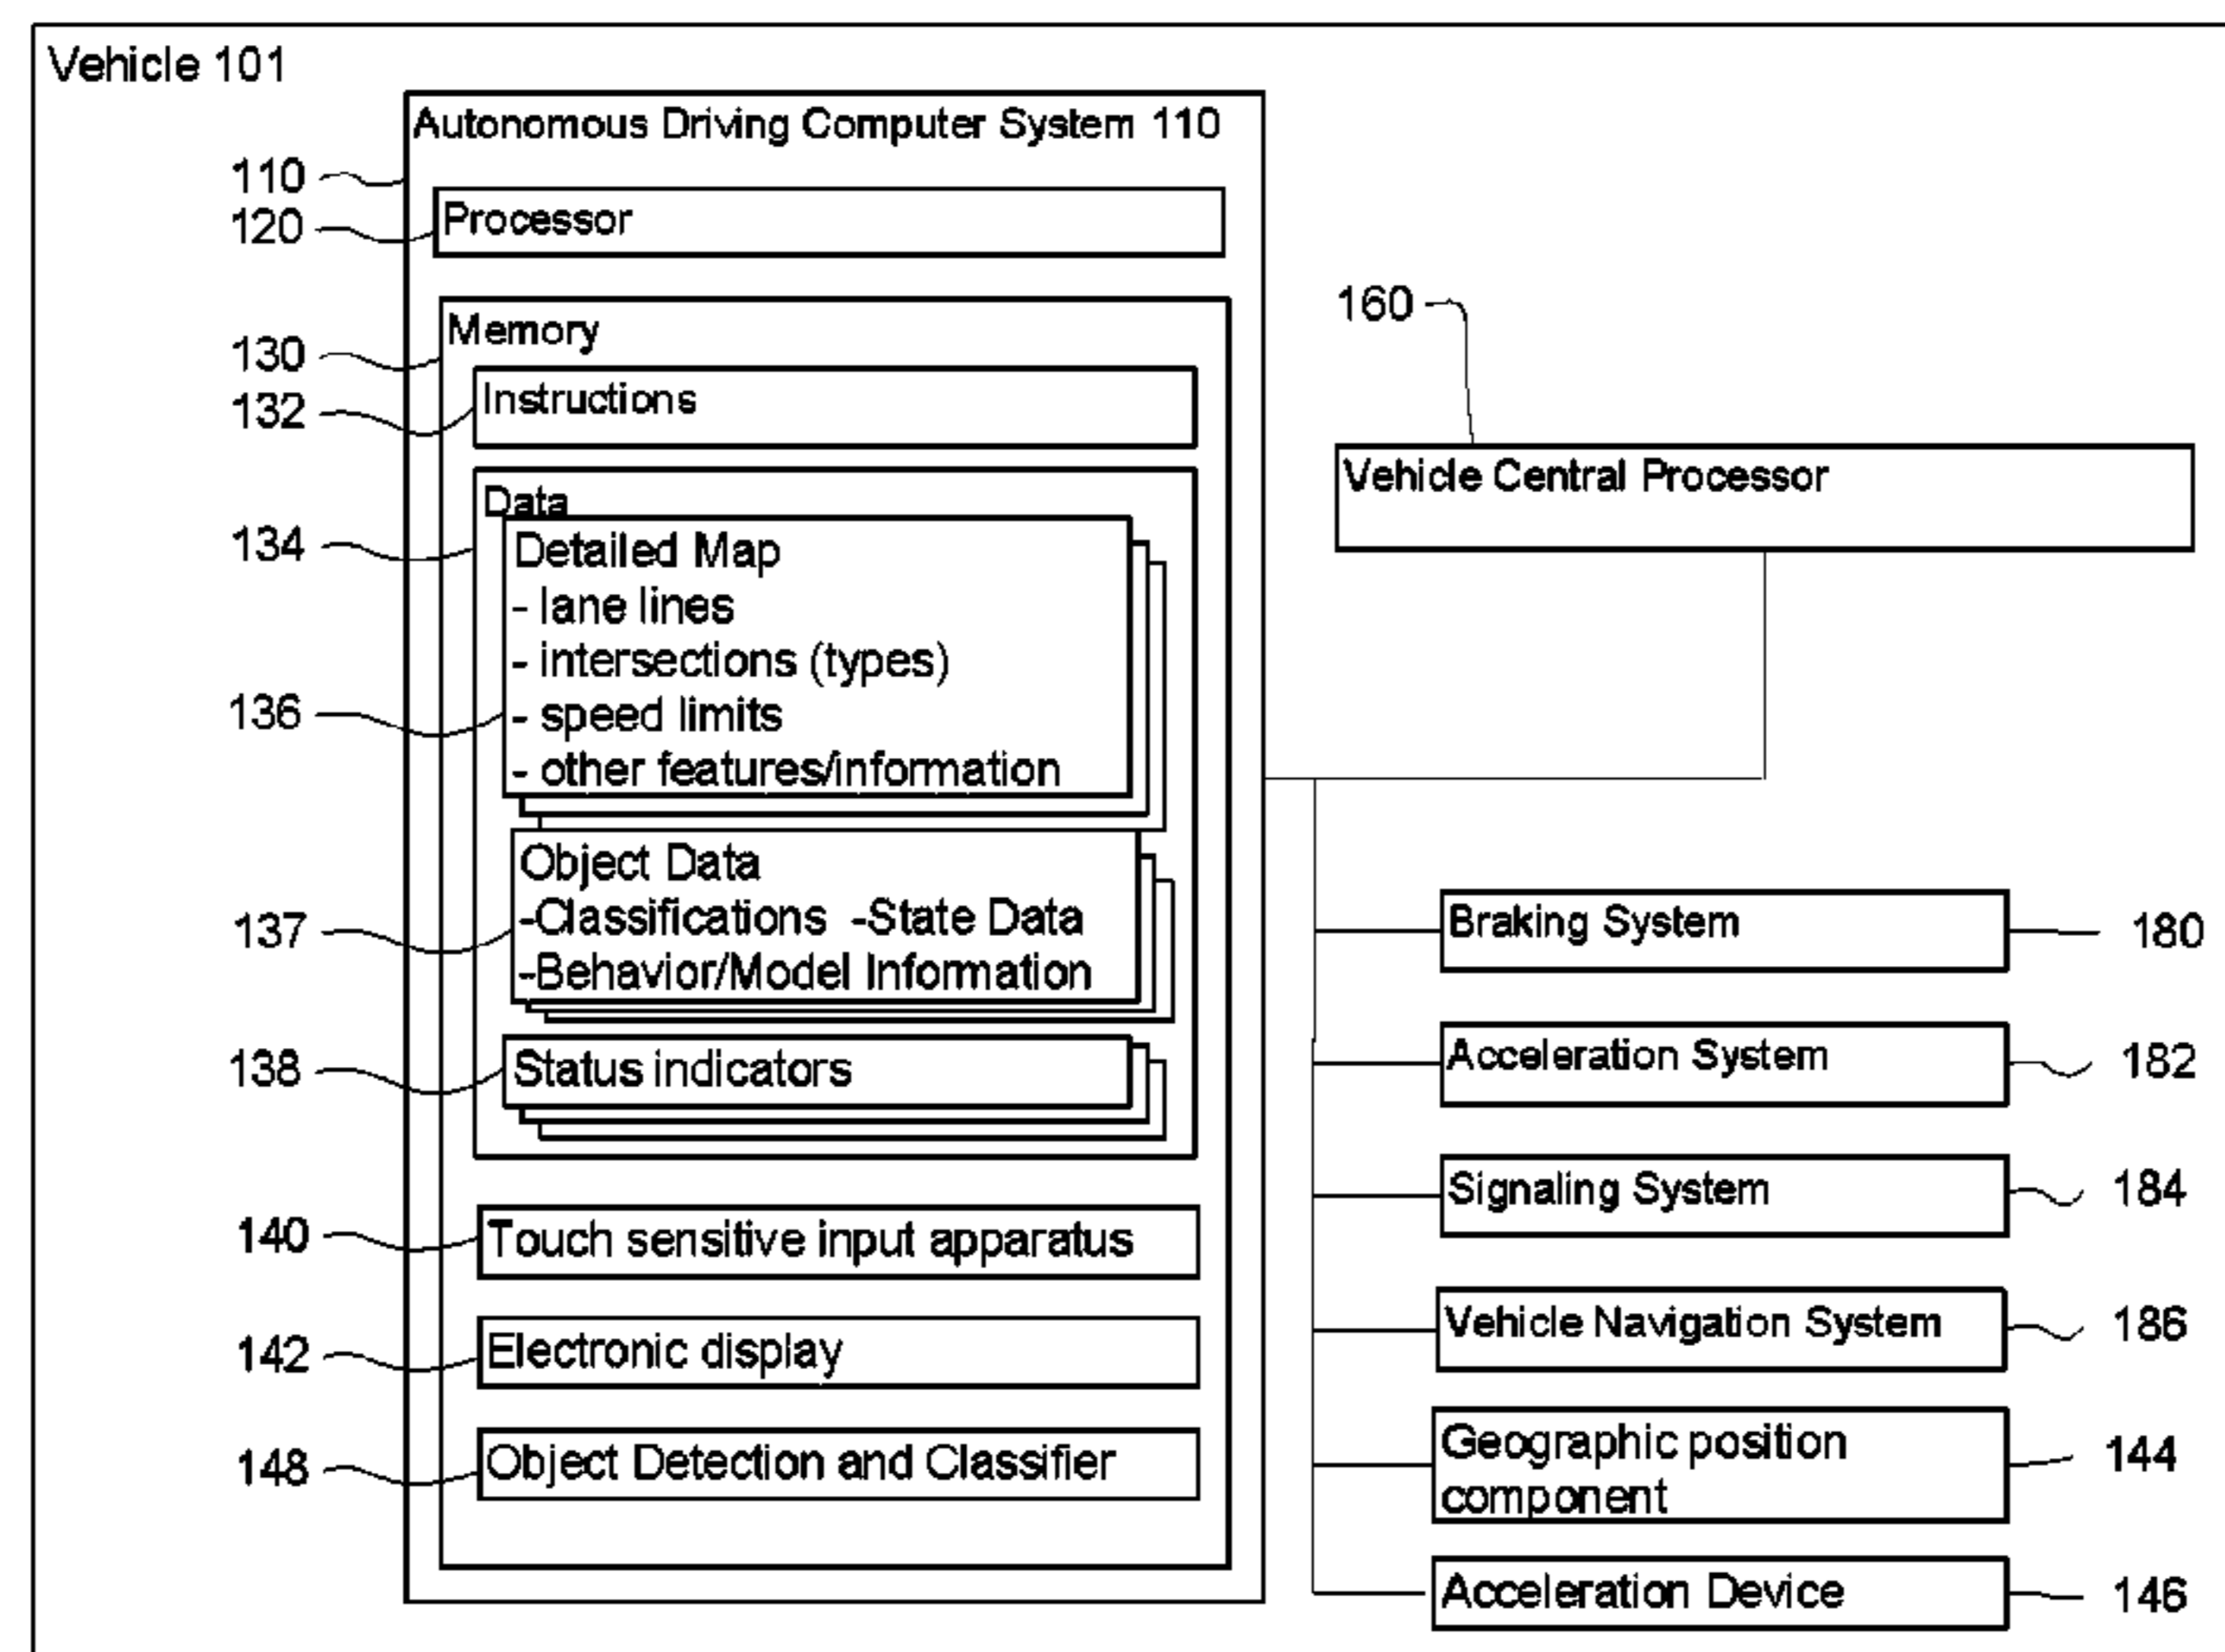 Vehicle 101
Autonomous Driving Computer System 110
110
120
Processor
130
Memory
132
Instructions
134
Data
Detailed Map
- lane lines
- intersections (types)
136
- speed limits
- other features/information
137
Object Data
-Classifications -State Data
-Behavior/Model Information
138
Status indicators
140
Touch sensitive input apparatus
142
Electronic display
148
Object Detection and Classifier
160
Vehicle Central Processor
Braking System
180
Acceleration System
182
Signaling System
184
Vehicle Navigation System
186
Geographic position
component
144
Acceleration Device
146